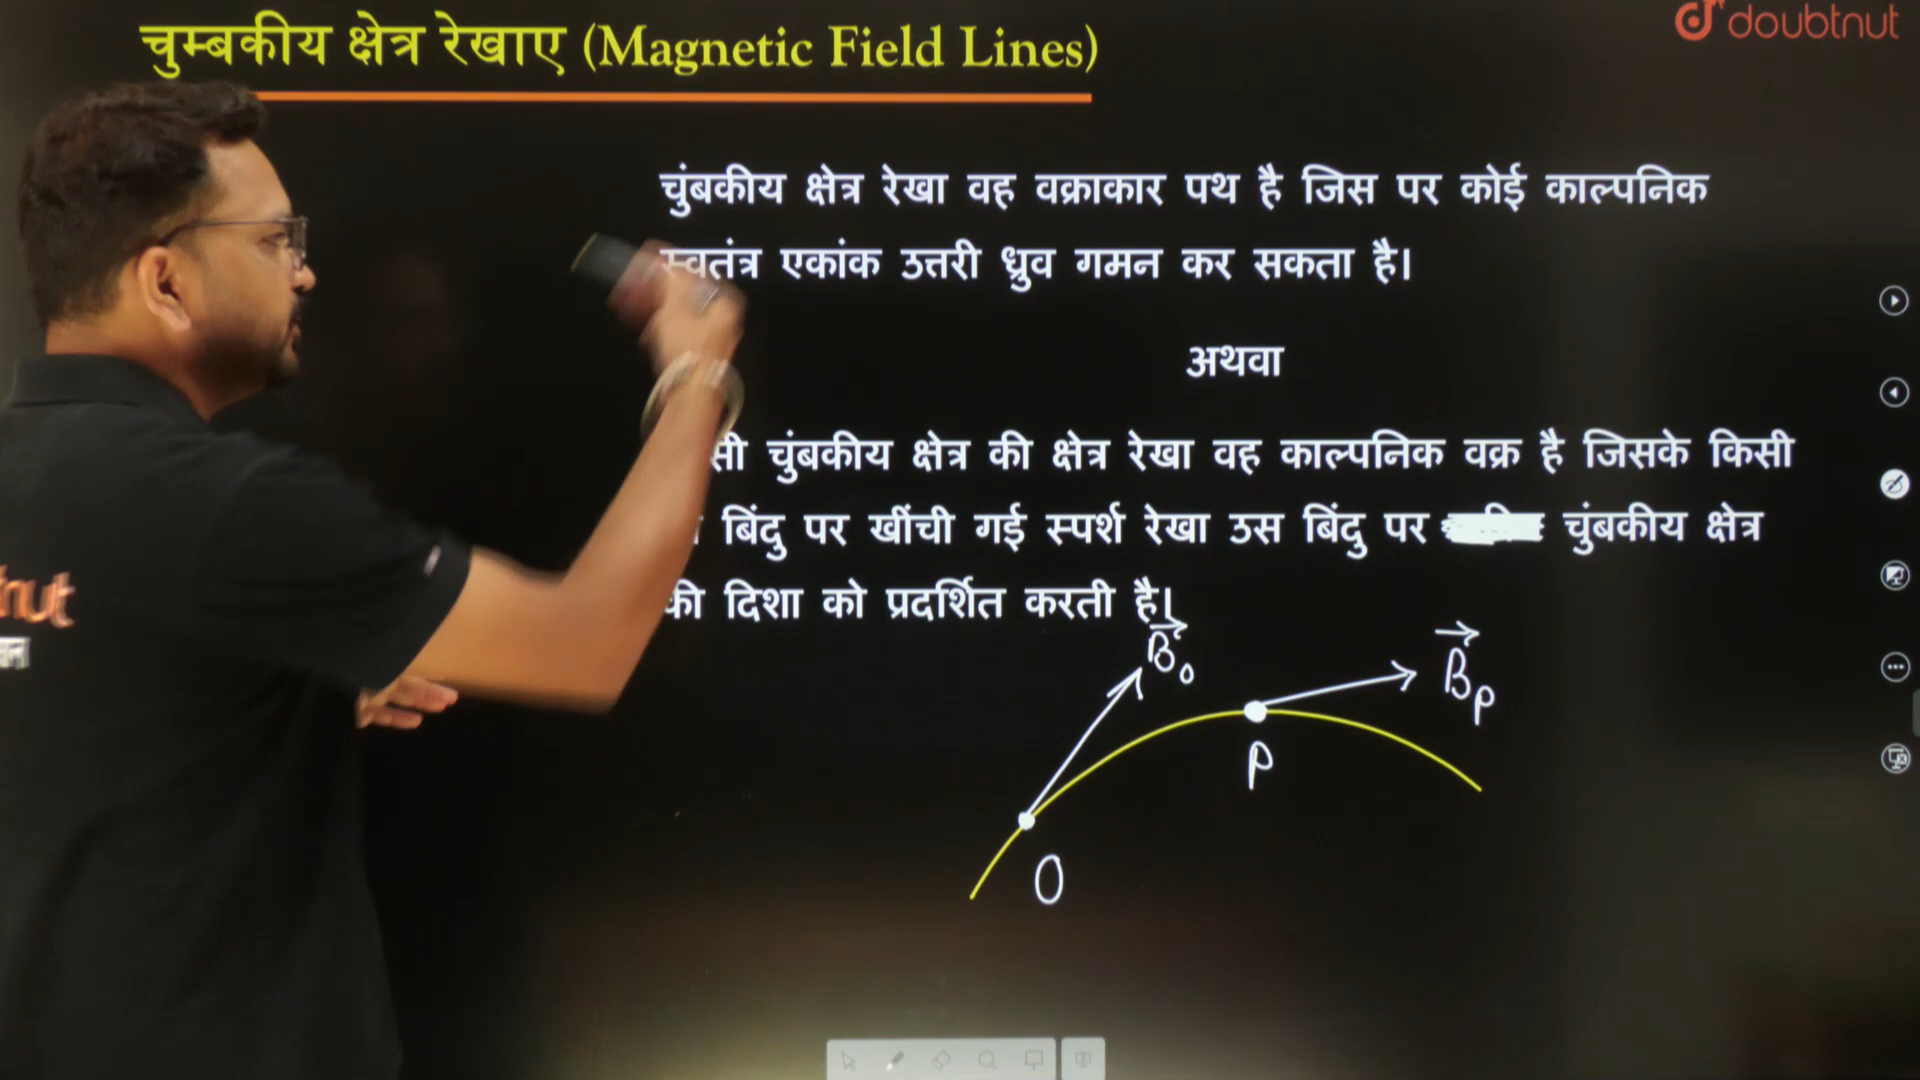 चुम्बकीय क्षेत्र रेखाए (Magnetic Field Lines)
doubtnut
चुंबकीय क्षेत्र रेखा वह वक्राकार पथ है जिस पर कोई काल्पनिक
स्वतंत्र एकांक उत्तरी ध्रुव गमन कर सकता है।
अथवा
चुंबकीय क्षेत्र की क्षेत्र रेखा वह काल्पनिक वक्र है जिसके किसी
बिंदु पर खींची गई स्पर्श रेखा उस बिंदु पर चुंबकीय क्षेत्र
की दिशा को प्रदर्शित करती है।
B₀
Bₚ
P
O